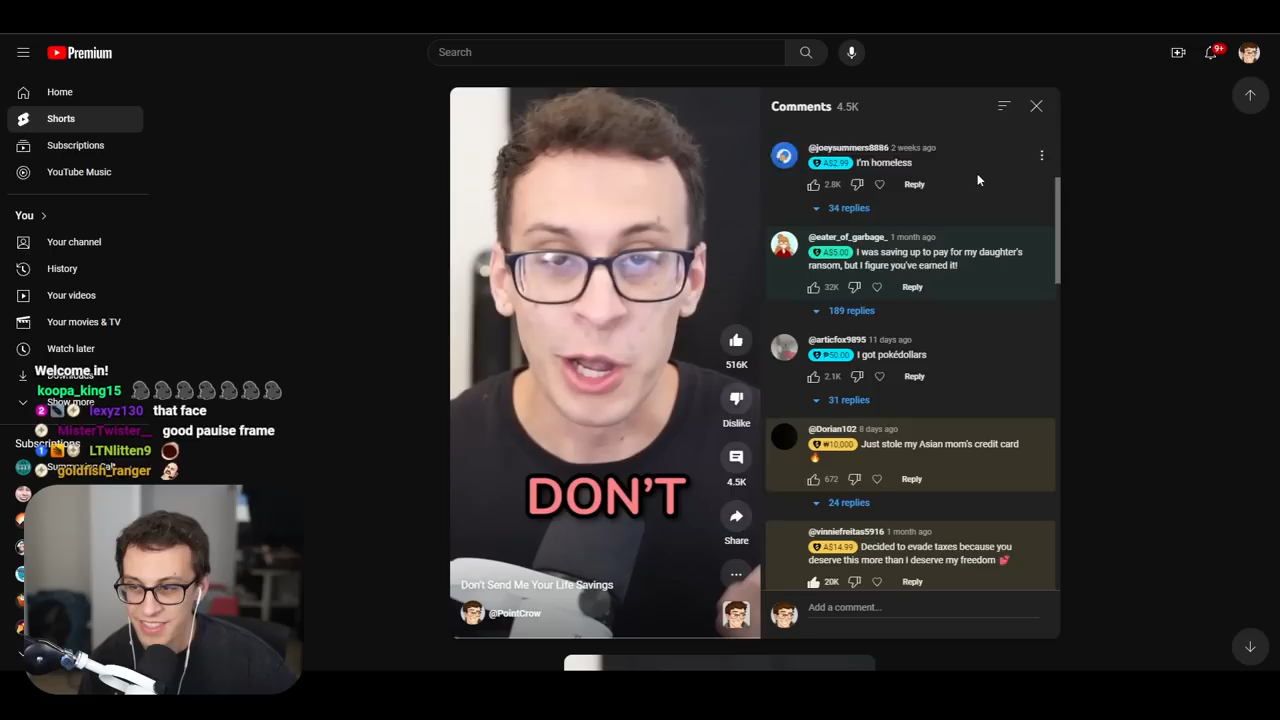 Premium
Search
9+
Home
Shorts
Subscriptions
YouTube Music
You
Your channel
History
Your videos
Your movies & TV
Watch later
Show more
Subscriptions
Welcome in!
koopa_king15
2 lexyz130 that face
MisterTwister__ good pauise frame
1 LTNlitten9
goldfish_ranger
DON'T
Don't Send Me Your Life Savings
@PointCrow
516K
Dislike
4.5K
Share
Comments 4.5K
@joeysummers8886 2 weeks ago
A$2.99 I'm homeless
2.8K Reply
34 replies
@eater_of_garbage_ 1 month ago
A$5.00 I was saving up to pay for my daughter's
ransom, but I figure you've earned it!
32K Reply
189 replies
@articfox9895 11 days ago
₱50.00 I got pokédollars
2.1K Reply
31 replies
@Dorian102 8 days ago
₩10,000 Just stole my Asian mom's credit card
🔥
672 Reply
24 replies
@vinniefreitas5916 1 month ago
A$14.99 Decided to evade taxes because you
deserve this more than I deserve my freedom 💕
20K Reply
Add a comment...